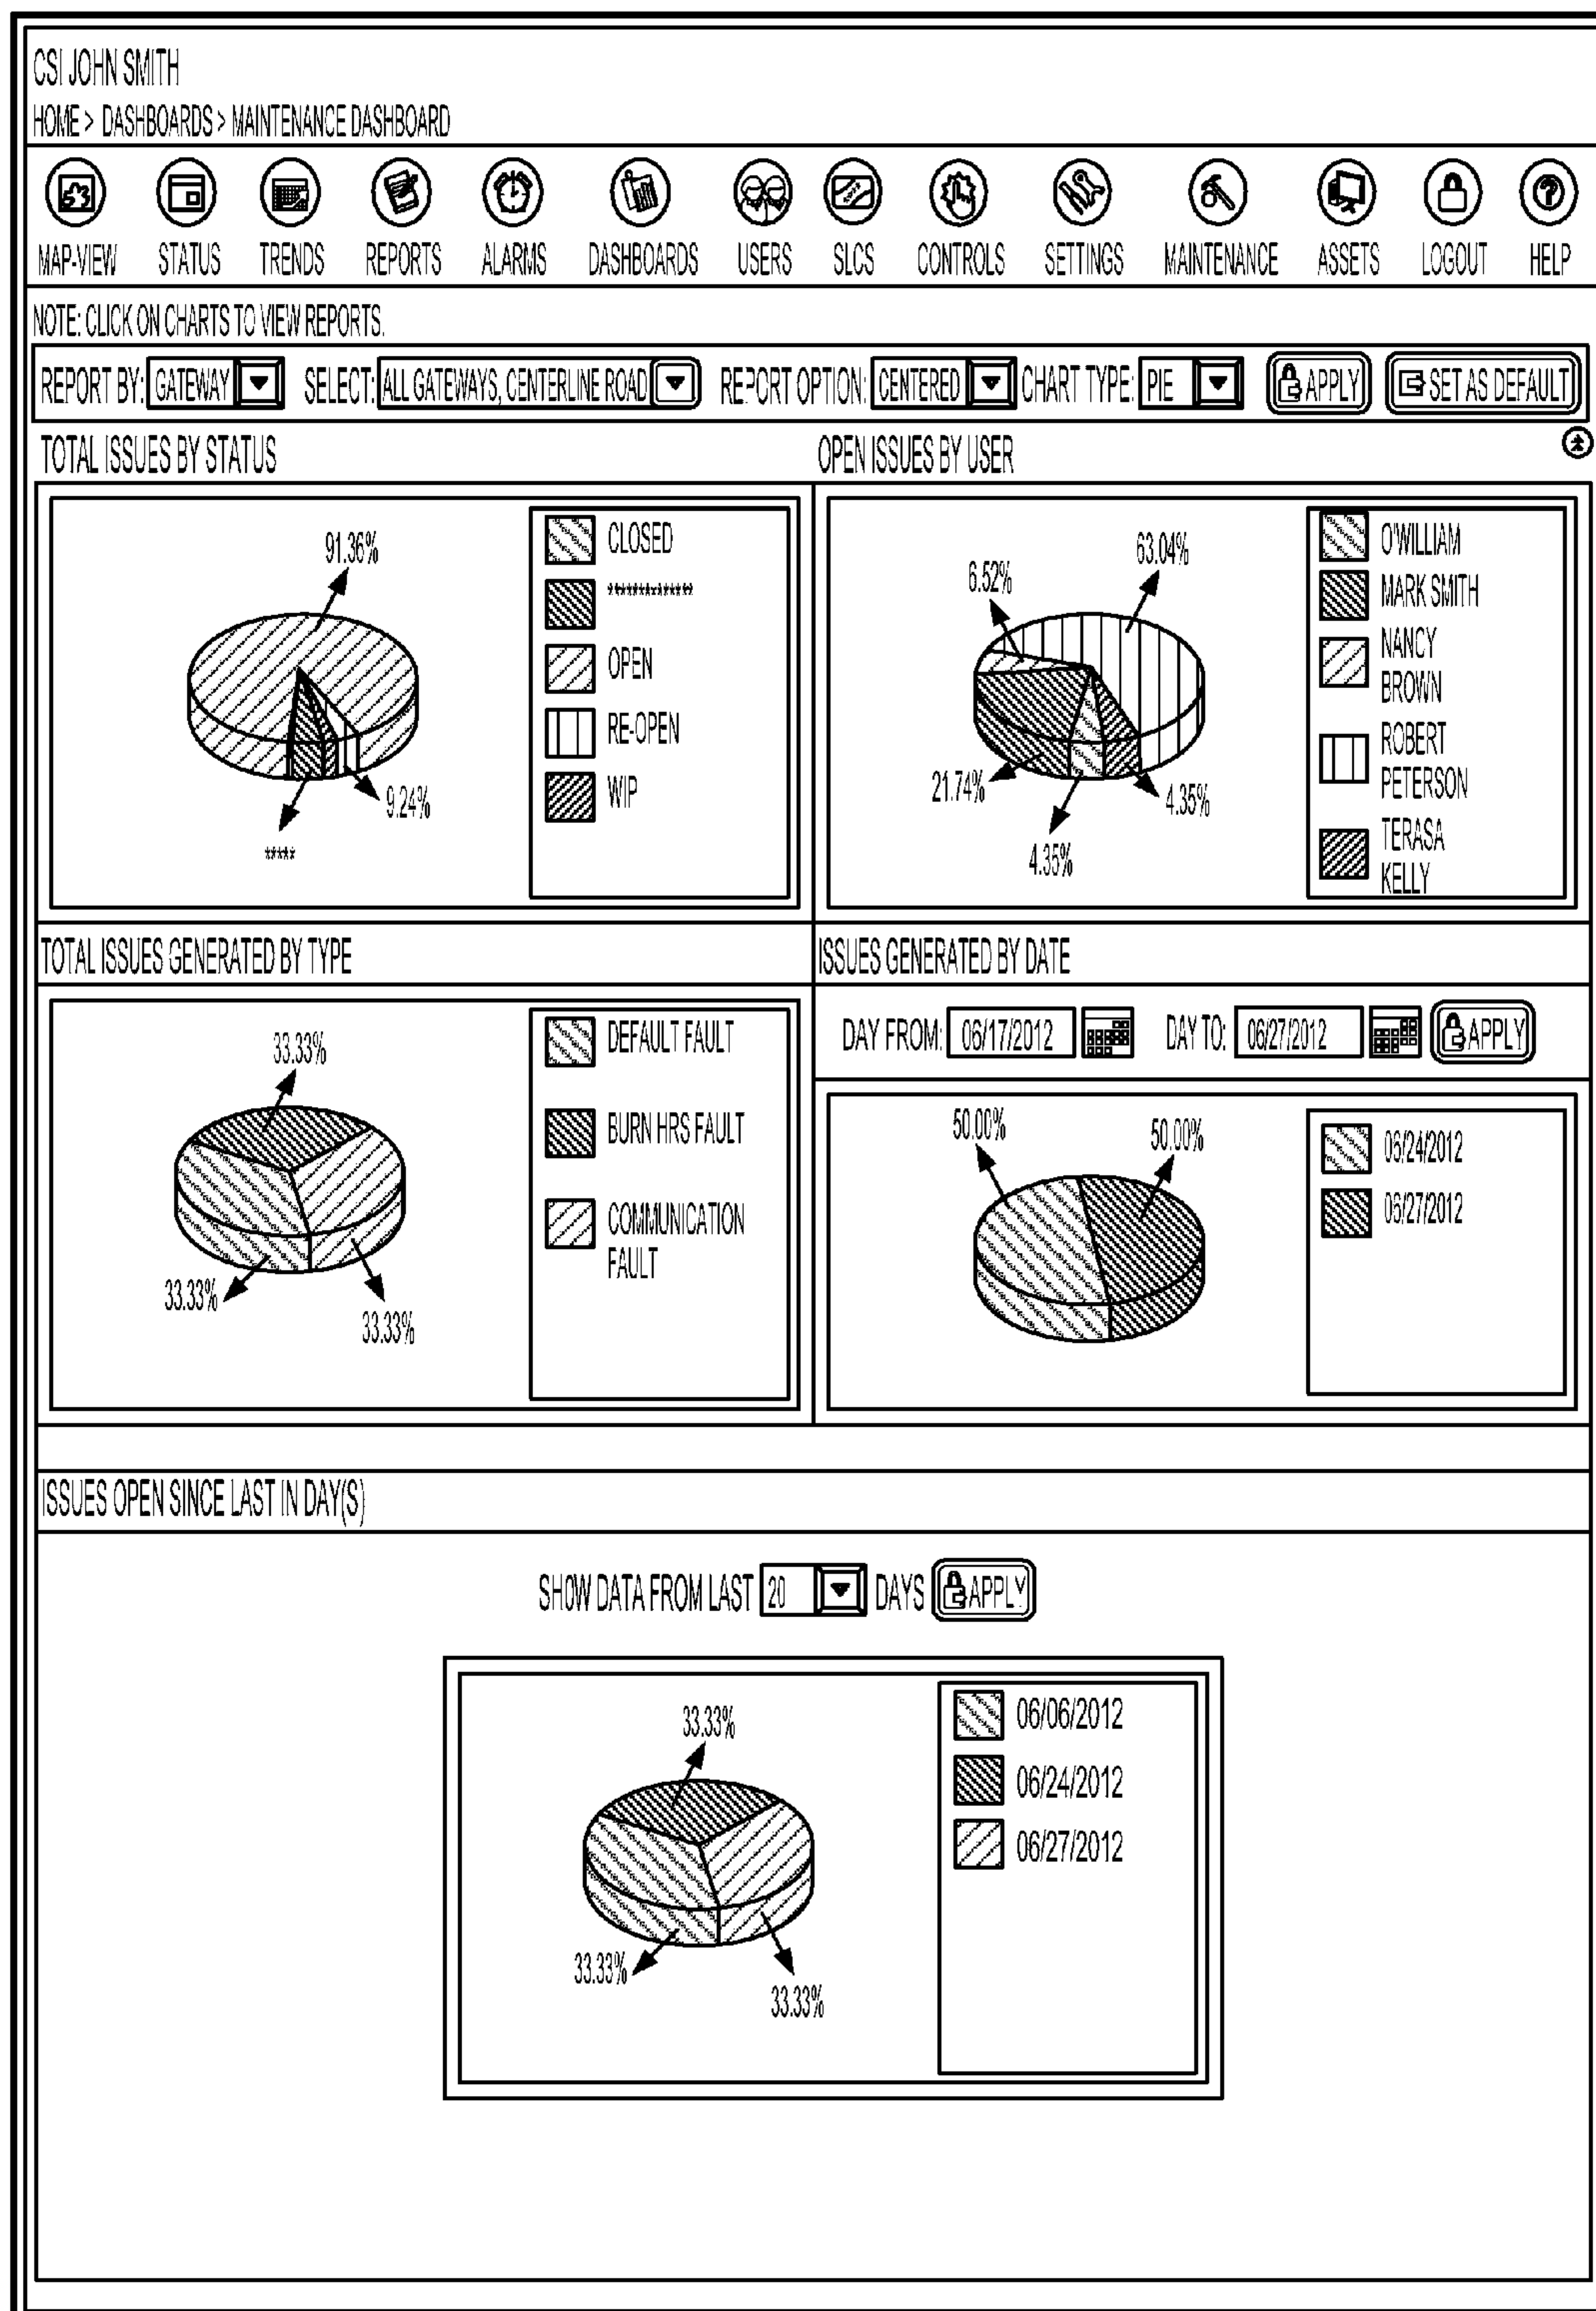 CSI JOHN SMITH
HOME > DASHBOARDS > MAINTENANCE DASHBOARD
MAP-VIEW STATUS TRENDS REPORTS ALARMS DASHBOARDS USERS SLCS CONTROLS SETTINGS MAINTENANCE ASSETS LOGOUT HELP
NOTE: CLICK ON CHARTS TO VIEW REPORTS.
REPORT BY: GATEWAY SELECT: ALL GATEWAYS, CENTERLINE ROAD REPORT OPTION: CENTERED CHART TYPE: PIE APPLY SET AS DEFAULT
TOTAL ISSUES BY STATUS
91.36%
9.24%
*****
CLOSED
*************
OPEN
RE-OPEN
WIP
OPEN ISSUES BY USER
63.04%
6.52%
21.74%
4.35%
4.35%
O'WILLIAM
MARK SMITH
NANCY
BROWN
ROBERT
PETERSON
TERASA
KELLY
TOTAL ISSUES GENERATED BY TYPE
33.33%
33.33%
33.33%
DEFAULT FAULT
BURN HRS FAULT
COMMUNICATION
FAULT
ISSUES GENERATED BY DATE
DAY FROM: 06/17/2012 DAY TO: 06/27/2012 APPLY
50.00%
50.00%
06/24/2012
06/27/2012
ISSUES OPEN SINCE LAST IN DAY(S)
SHOW DATA FROM LAST 20 DAYS APPLY
33.33%
33.33%
33.33%
06/06/2012
06/24/2012
06/27/2012